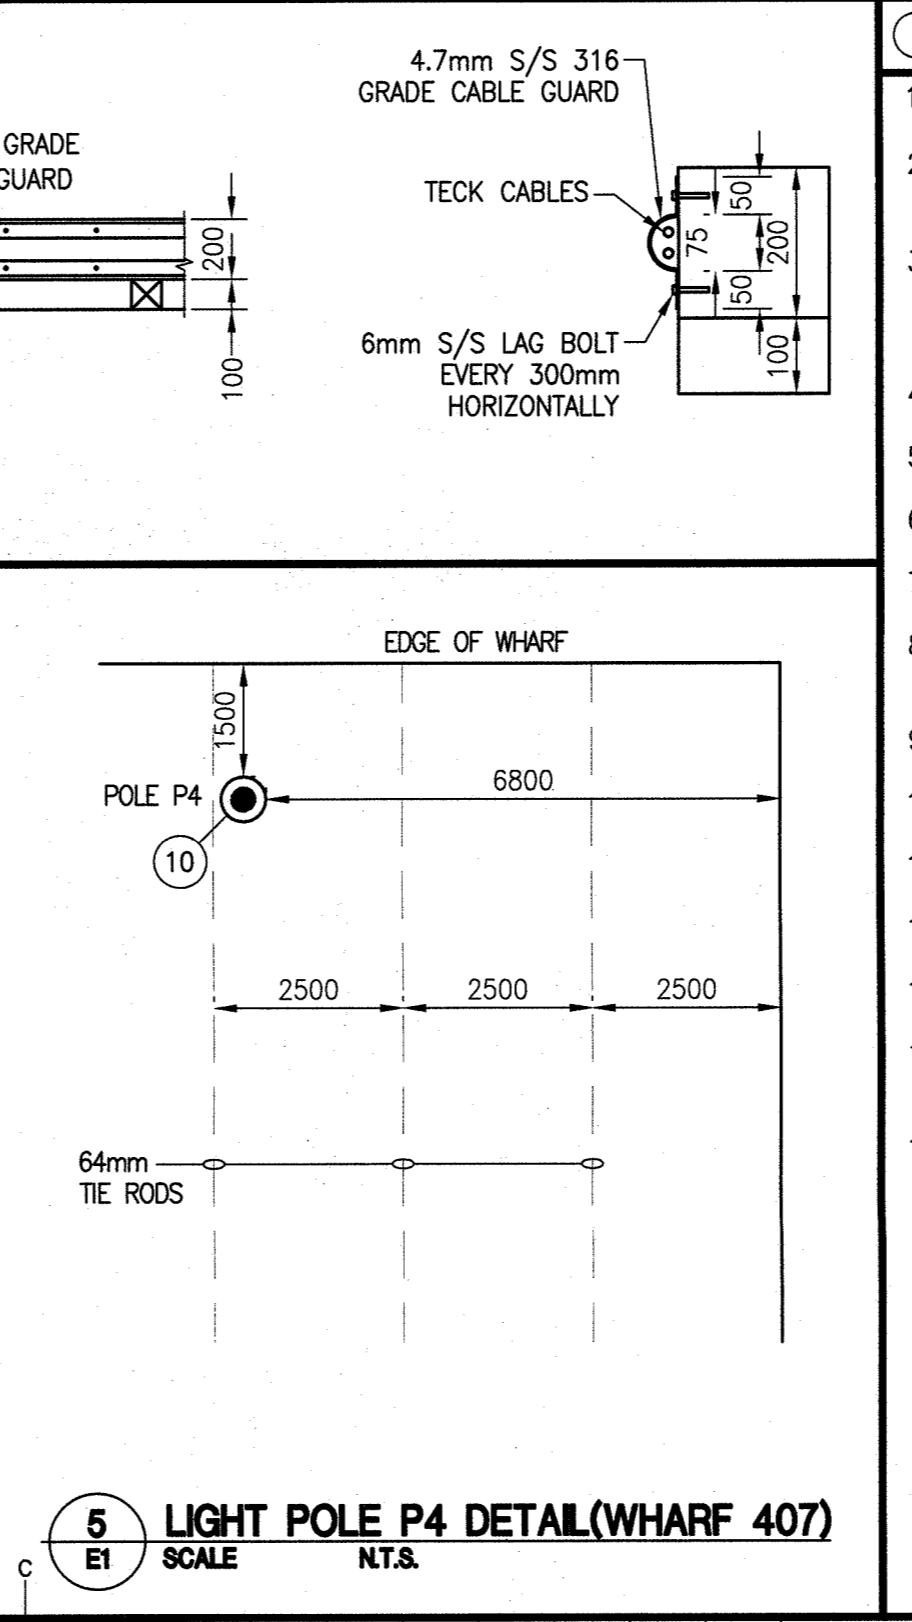 4.7mm S/S 316
GRADE CABLE GUARD
GRADE
GUARD
TECK CABLES
200
100
50
75
50
200
100
6mm S/S LAG BOLT
EVERY 300mm
HORIZONTALLY
EDGE OF WHARF
1500
POLE P4
6800
10
2500
2500
2500
64mm
TIE RODS
5
E1
LIGHT POLE P4 DETAIL(WHARF 407)
SCALE N.T.S.
C